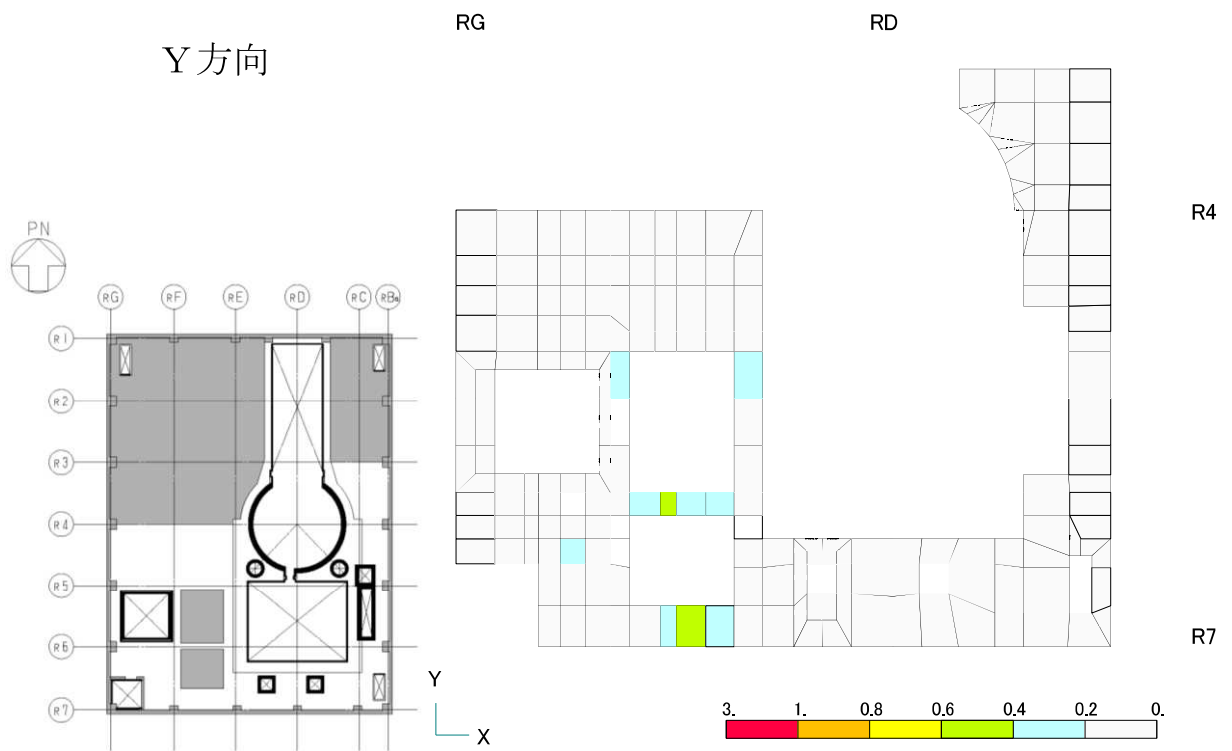 Y方向
RG
RD
R4
R7
PN
RG RF RE RD RC RBa
R1
R2
R3
R4
R5
R6
R7
Y
X
3. 1. 0.8 0.6 0.4 0.2 0.